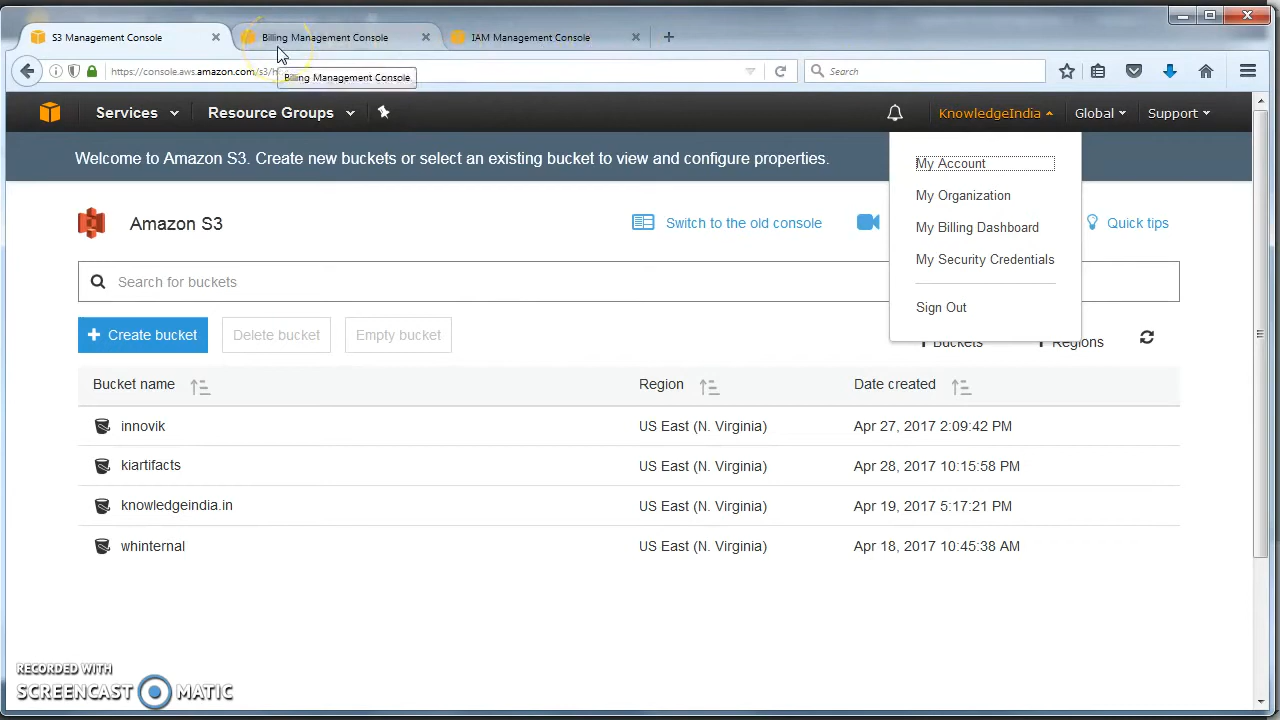 S3 Management Console
Billing Management Console
IAM Management Console
https://console.aws.amazon.com/s3/h
Billing Management Console
Search
Services
Resource Groups
KnowledgeIndia
Global
Support
Welcome to Amazon S3. Create new buckets or select an existing bucket to view and configure properties.
My Account
My Organization
My Billing Dashboard
My Security Credentials
Sign Out
Amazon S3
Switch to the old console
Quick tips
Search for buckets
Create bucket
Delete bucket
Empty bucket
Buckets
Regions
Bucket name
Region
Date created
innovik
US East (N. Virginia)
Apr 27, 2017 2:09:42 PM
kiartifacts
US East (N. Virginia)
Apr 28, 2017 10:15:58 PM
knowledgeindia.in
US East (N. Virginia)
Apr 19, 2017 5:17:21 PM
whinternal
US East (N. Virginia)
Apr 18, 2017 10:45:38 AM
RECORDED WITH
SCREENCAST MATIC